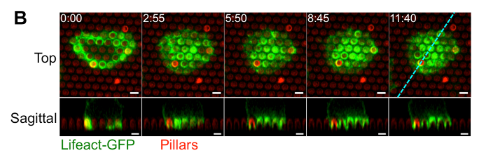 B
0:00 2:55 5:50 8:45 11:40
Top
Sagittal
Lifeact-GFP Pillars